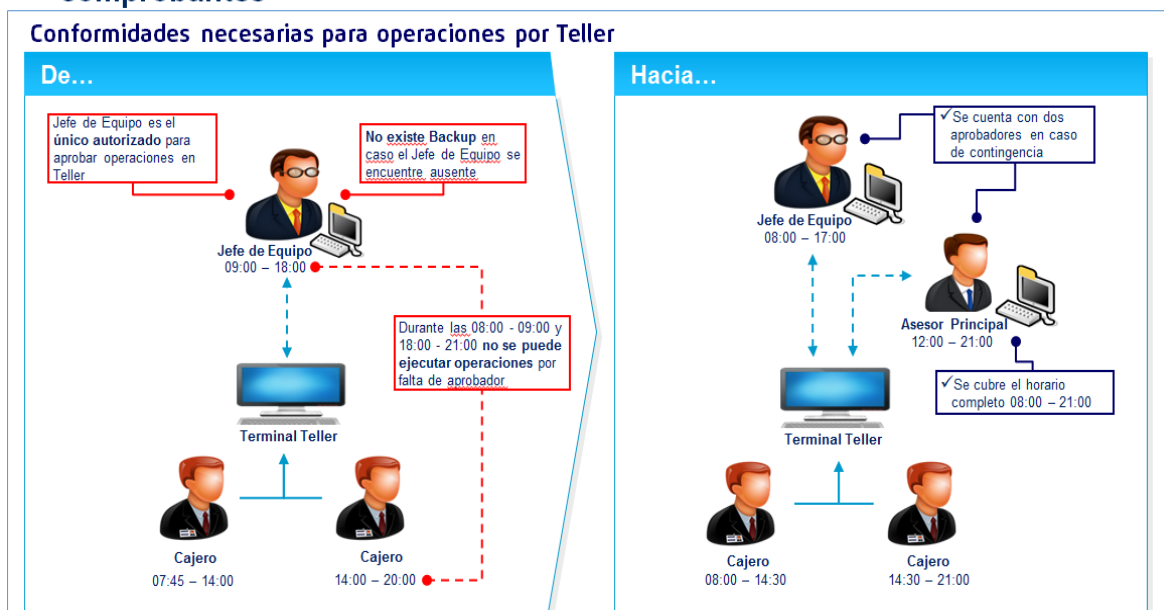 comprobantes
Conformidades necesarias para operaciones por Teller
De...
Jefe de Equipo es el
único autorizado para
aprobar operaciones en
Teller
No existe Backup en
caso el Jefe de Equipo se
encuentre ausente
Jefe de Equipo
09:00 – 18:00
Durante las 08:00 - 09:00 y
18:00 - 21:00 no se puede
ejecutar operaciones por
falta de aprobador
Terminal Teller
Cajero
07:45 – 14:00
Cajero
14:00 – 20:00
Hacia...
✓Se cuenta con dos
aprobadores en caso
de contingencia
Jefe de Equipo
08:00 – 17:00
Asesor Principal
12:00 – 21:00
✓Se cubre el horario
completo 08:00 – 21:00
Terminal Teller
Cajero
08:00 – 14:30
Cajero
14:30 – 21:00